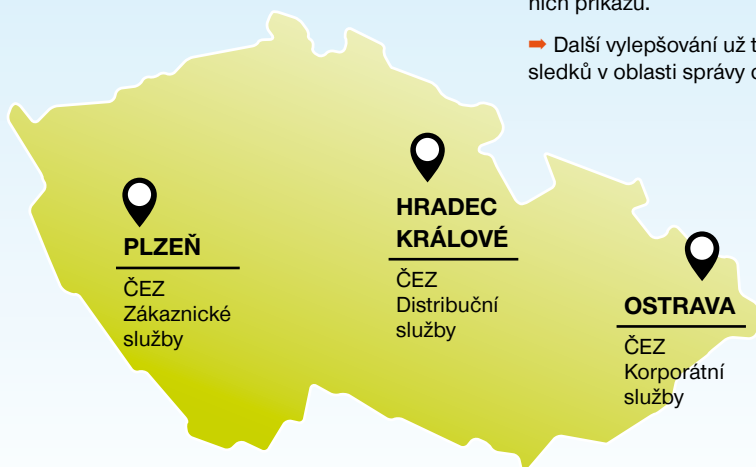 ních příkazů.
➡ Další vylepšování už t
sledků v oblasti správy
PLZEŇ
ČEZ
Zákaznické
služby
HRADEC
KRÁLOVÉ
ČEZ
Distribuční
služby
OSTRAVA
ČEZ
Korporátní
služby